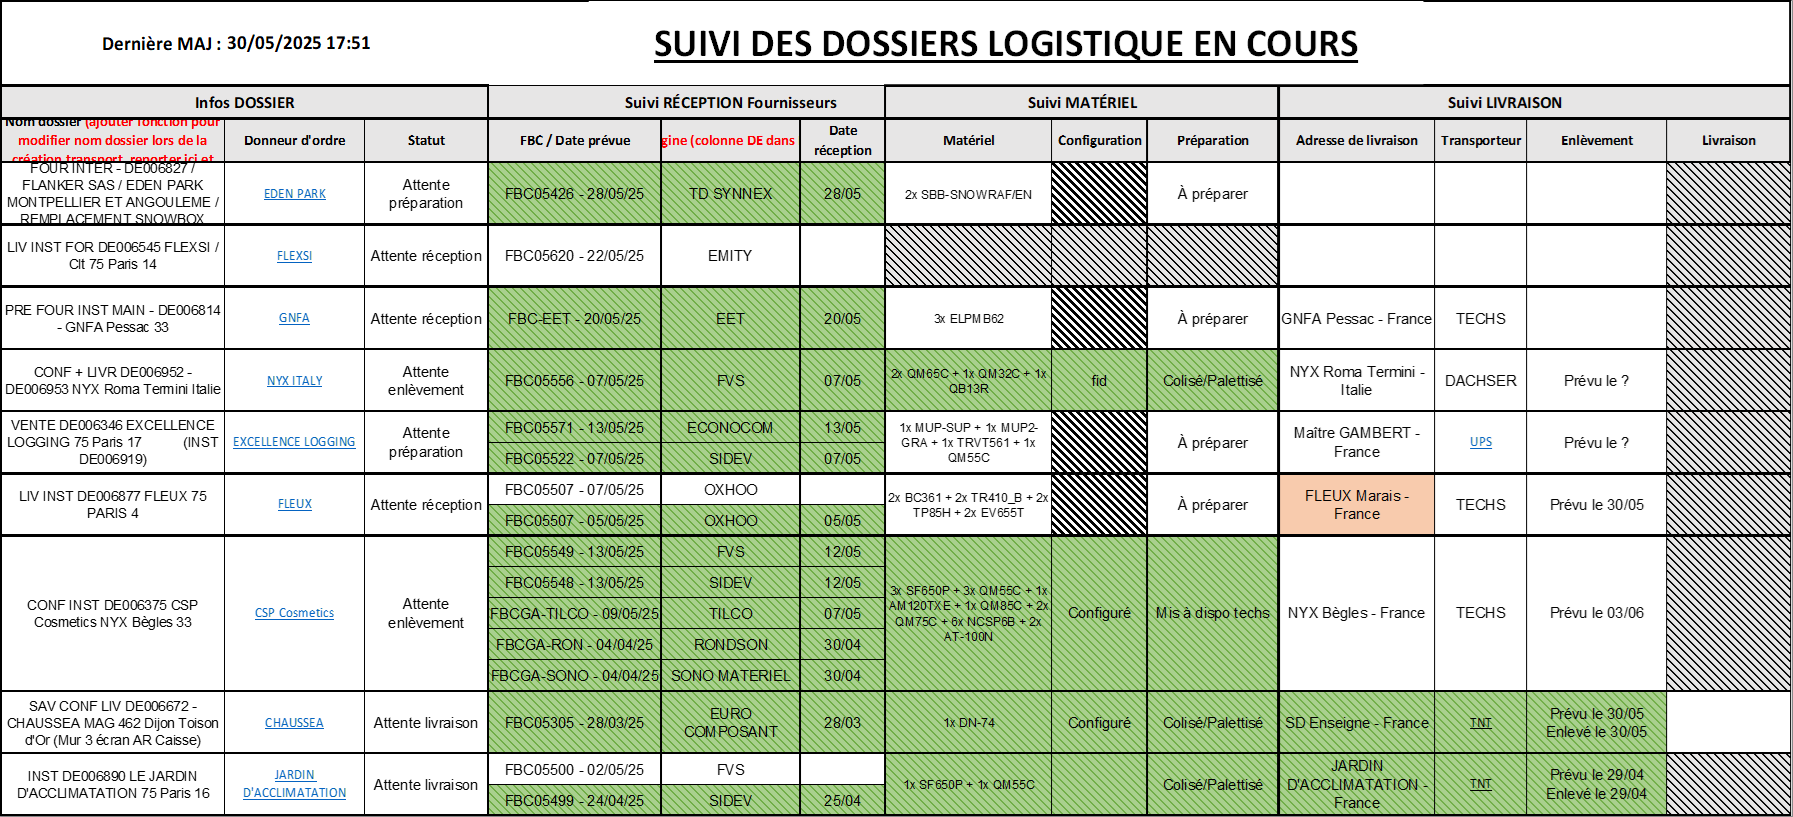 Dernière MAJ : 30/05/2025 17:51
SUIVI DES DOSSIERS LOGISTIQUE EN COURS
Infos DOSSIER
Suivi RÉCEPTION Fournisseurs
Suivi MATÉRIEL
Suivi LIVRAISON
Nom dossier (ajouter fonction pour
modifier nom dossier lors de la
création transport, reporter ici et
Donneur d'ordre
Statut
FBC / Date prévue
gine (colonne DE dans
Date
réception
Matériel
Configuration
Préparation
Adresse de livraison
Transporteur
Enlèvement
Livraison
FOUR INTER - DE006827 /
FLANKER SAS / EDEN PARK
MONTPELLIER ET ANGOULEME /
REMPLACEMENT SNOWBOX
EDEN PARK
Attente
préparation
FBC05426 - 28/05/25
TD SYNNEX
28/05
2x SBB-SNOWRAF/EN
À préparer
LIV INST FOR DE006545 FLEXSI /
Clt 75 Paris 14
FLEXSI
Attente réception
FBC05620 - 22/05/25
EMITY
PRE FOUR INST MAIN - DE006814
- GNFA Pessac 33
GNFA
Attente réception
FBC-EET - 20/05/25
EET
20/05
3x ELPMB62
À préparer
GNFA Pessac - France
TECHS
CONF + LIVR DE006952 -
DE006953 NYX Roma Termini Italie
NYX ITALY
Attente
enlèvement
FBC05556 - 07/05/25
FVS
07/05
2x QM65C + 1x QM32C + 1x
QB13R
fid
Colisé/Palettisé
NYX Roma Termini -
Italie
DACHSER
Prévu le ?
VENTE DE006346 EXCELLENCE
LOGGING 75 Paris 17 (INST
DE006919)
EXCELLENCE LOGGING
Attente
préparation
FBC05571 - 13/05/25
ECONOCOM
13/05
FBC05522 - 07/05/25
SIDEV
07/05
1x MUP-SUP + 1x MUP2-
GRA + 1x TRVT561 + 1x
QM55C
À préparer
Maître GAMBERT -
France
UPS
Prévu le ?
LIV INST DE006877 FLEUX 75
PARIS 4
FLEUX
Attente réception
FBC05507 - 07/05/25
OXHOO
FBC05507 - 05/05/25
OXHOO
05/05
2x BC361 + 2x TR410_B + 2x
TP85H + 2x EV655T
À préparer
FLEUX Marais -
France
TECHS
Prévu le 30/05
CONF INST DE006375 CSP
Cosmetics NYX Bègles 33
CSP Cosmetics
Attente
enlèvement
FBC05549 - 13/05/25
FVS
12/05
FBC05548 - 13/05/25
SIDEV
12/05
FBCGA-TILCO - 09/05/25
TILCO
07/05
FBCGA-RON - 04/04/25
RONDSON
30/04
FBCGA-SONO - 04/04/25
SONO MATERIEL
30/04
3x SF650P + 3x QM55C + 1x
AM120TXE + 1x QM85C + 2x
QM75C + 6x NCSP6B + 2x
AT-100N
Configuré
Mis à dispo techs
NYX Bègles - France
TECHS
Prévu le 03/06
SAV CONF LIV DE006672 -
CHAUSSEA MAG 462 Dijon Toison
d'Or (Mur 3 écran AR Caisse)
CHAUSSEA
Attente livraison
FBC05305 - 28/03/25
EURO
COMPOSANT
28/03
1x DN-74
Configuré
Colisé/Palettisé
SD Enseigne - France
TNT
Prévu le 30/05
Enlevé le 30/05
INST DE006890 LE JARDIN
D'ACCLIMATATION 75 Paris 16
JARDIN
D'ACCLIMATATION
Attente livraison
FBC05500 - 02/05/25
FVS
FBC05499 - 24/04/25
SIDEV
25/04
1x SF650P + 1x QM55C
Colisé/Palettisé
JARDIN
D'ACCLIMATATION -
France
TNT
Prévu le 29/04
Enlevé le 29/04